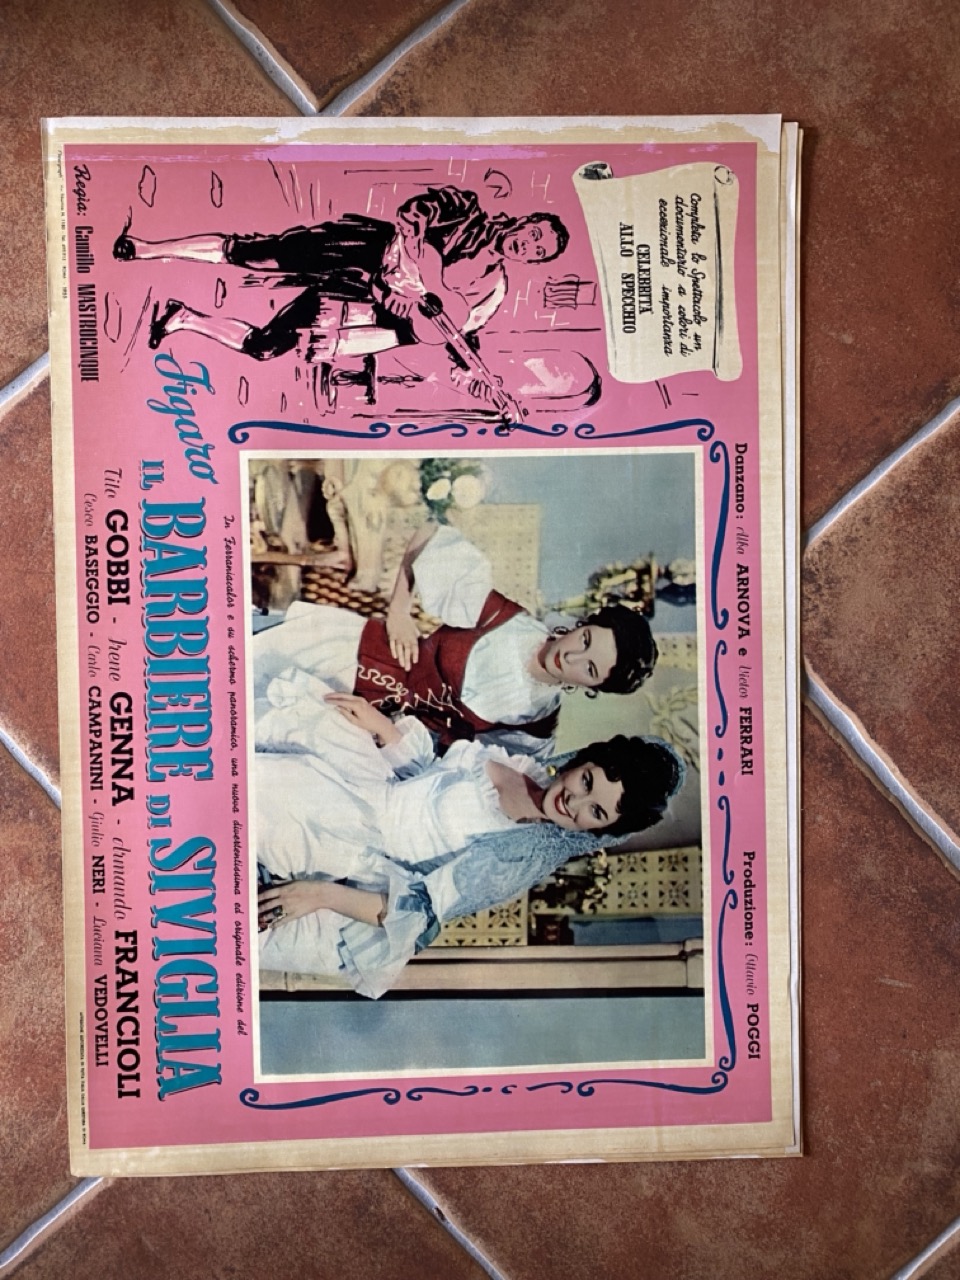 Completa lo Spettacolo un
documentario a colori di
eccezionale importanza
CELEBRITÀ
ALLO SPECCHIO
Danzano: Alba ARNOVA e Victor FERRARI
Produzione: Ottavio POGGI
In Ferraniacolor e su schermo panoramico, una nuova divertentissima ed originale edizione del
Figaro
IL BARBIERE DI SIVIGLIA
Regia: Camillo MASTROCINQUE
Tito GOBBI - Irene GENNA - Armando FRANCIOLI
Cesco BASEGGIO - Carlo CAMPANINI - Giulio NERI - Luciana VEDOVELLI